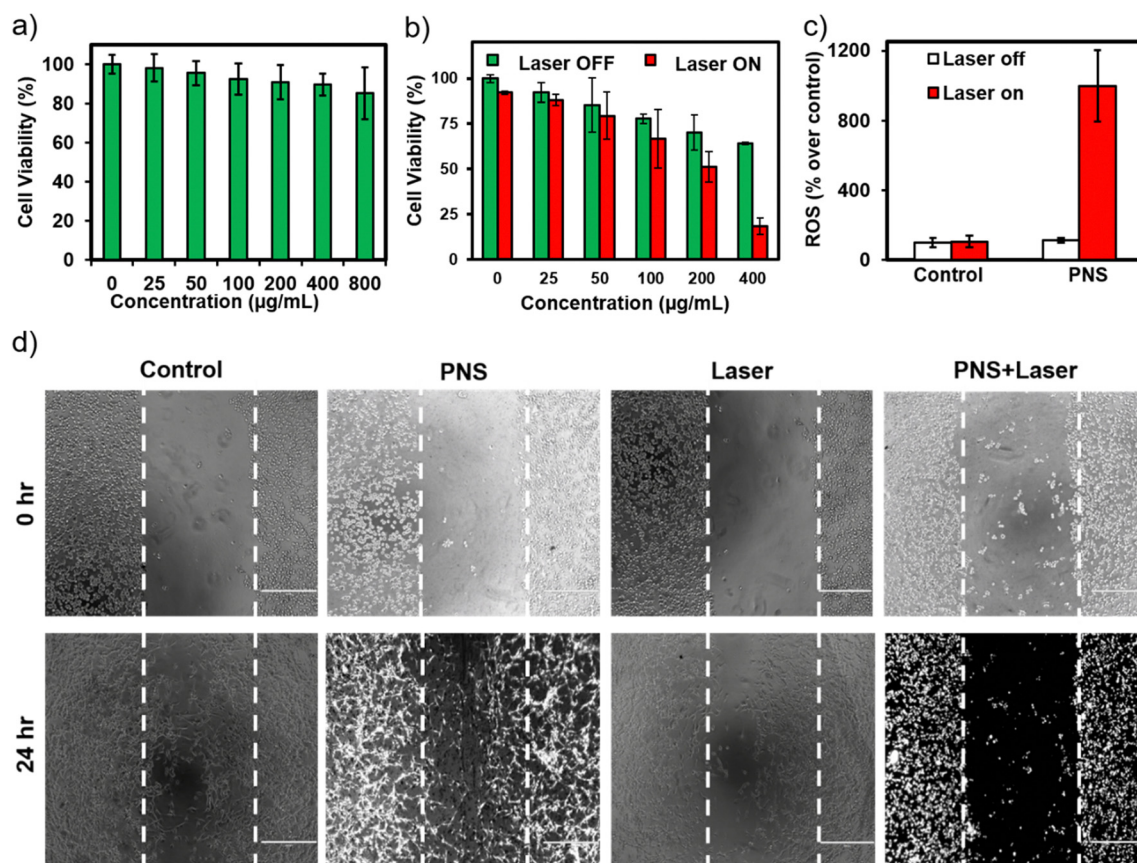 a)
Cell Viability (%)
120
100
80
60
40
20
0
0 25 50 100 200 400 800
Concentration (µg/mL)
b)
Cell Viability (%)
Laser OFF Laser ON
100
75
50
25
0
0 25 50 100 200 400
Concentration (µg/mL)
c)
ROS (% over control)
1200
800
400
0
Laser off
Laser on
Control PNS
d)
Control PNS Laser PNS+Laser
0 hr
24 hr